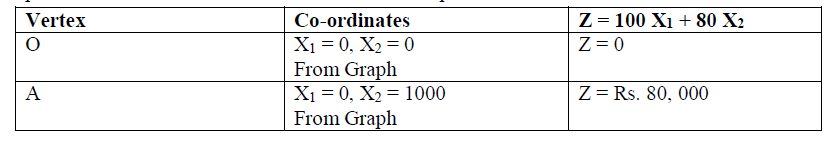 Vertex Co-ordinates Z = 100 X₁ + 80 X₂
O X₁ = 0, X₂ = 0 Z = 0
From Graph
A X₁ = 0, X₂ = 1000 Z = Rs. 80, 000
From Graph